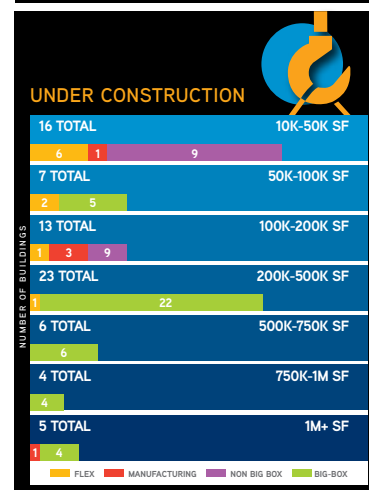 UNDER CONSTRUCTION
16 TOTAL 10K-50K SF
6 1 9
7 TOTAL 50K-100K SF
2 5
13 TOTAL 100K-200K SF
1 3 9
23 TOTAL 200K-500K SF
1 22
6 TOTAL 500K-750K SF
6
4 TOTAL 750K-1M SF
4
5 TOTAL 1M+ SF
1 4
NUMBER OF BUILDINGS
FLEX MANUFACTURING NON BIG BOX BIG-BOX